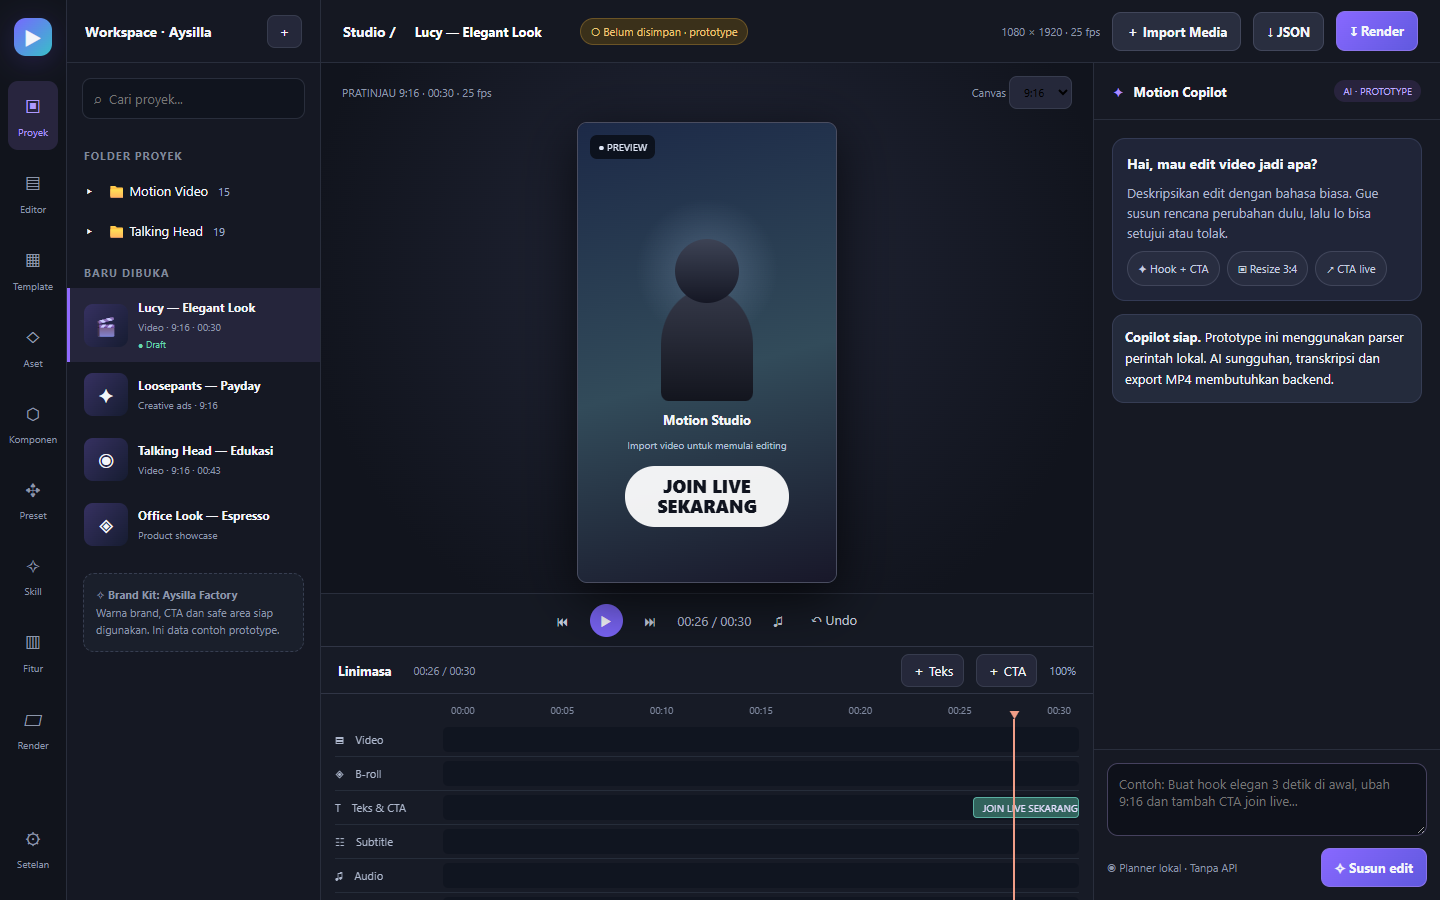 Workspace · Aysilla
+
Studio /
Lucy — Elegant Look
Belum disimpan · prototype
1080 × 1920 · 25 fps
+ Import Media
↓ JSON
↧ Render
Proyek
Editor
Template
Aset
Komponen
Preset
Skill
Fitur
Render
Setelan
Cari proyek...
FOLDER PROYEK
Motion Video 15
Talking Head 19
BARU DIBUKA
Lucy — Elegant Look
Video · 9:16 · 00:30
● Draft
Loosepants — Payday
Creative ads · 9:16
Talking Head — Edukasi
Video · 9:16 · 00:43
Office Look — Espresso
Product showcase
✧ Brand Kit: Aysilla Factory
Warna brand, CTA dan safe area siap
digunakan. Ini data contoh prototype.
PRATINJAU 9:16 · 00:30 · 25 fps
Canvas
9:16
● PREVIEW
Motion Studio
Import video untuk memulai editing
JOIN LIVE
SEKARANG
00:26 / 00:30
Undo
Linimasa
00:26 / 00:30
+ Teks
+ CTA
100%
00:00
00:05
00:10
00:15
00:20
00:25
00:30
Video
B-roll
T Teks & CTA
JOIN LIVE SEKARANG
Subtitle
Audio
✦ Motion Copilot
AI · PROTOTYPE
Hai, mau edit video jadi apa?
Deskripsikan edit dengan bahasa biasa. Gue
susun rencana perubahan dulu, lalu lo bisa
setujui atau tolak.
✦ Hook + CTA
▣ Resize 3:4
↗ CTA live
Copilot siap. Prototype ini menggunakan parser
perintah lokal. AI sungguhan, transkripsi dan
export MP4 membutuhkan backend.
Contoh: Buat hook elegan 3 detik di awal, ubah
9:16 dan tambah CTA join live...
◉ Planner lokal · Tanpa API
✧ Susun edit